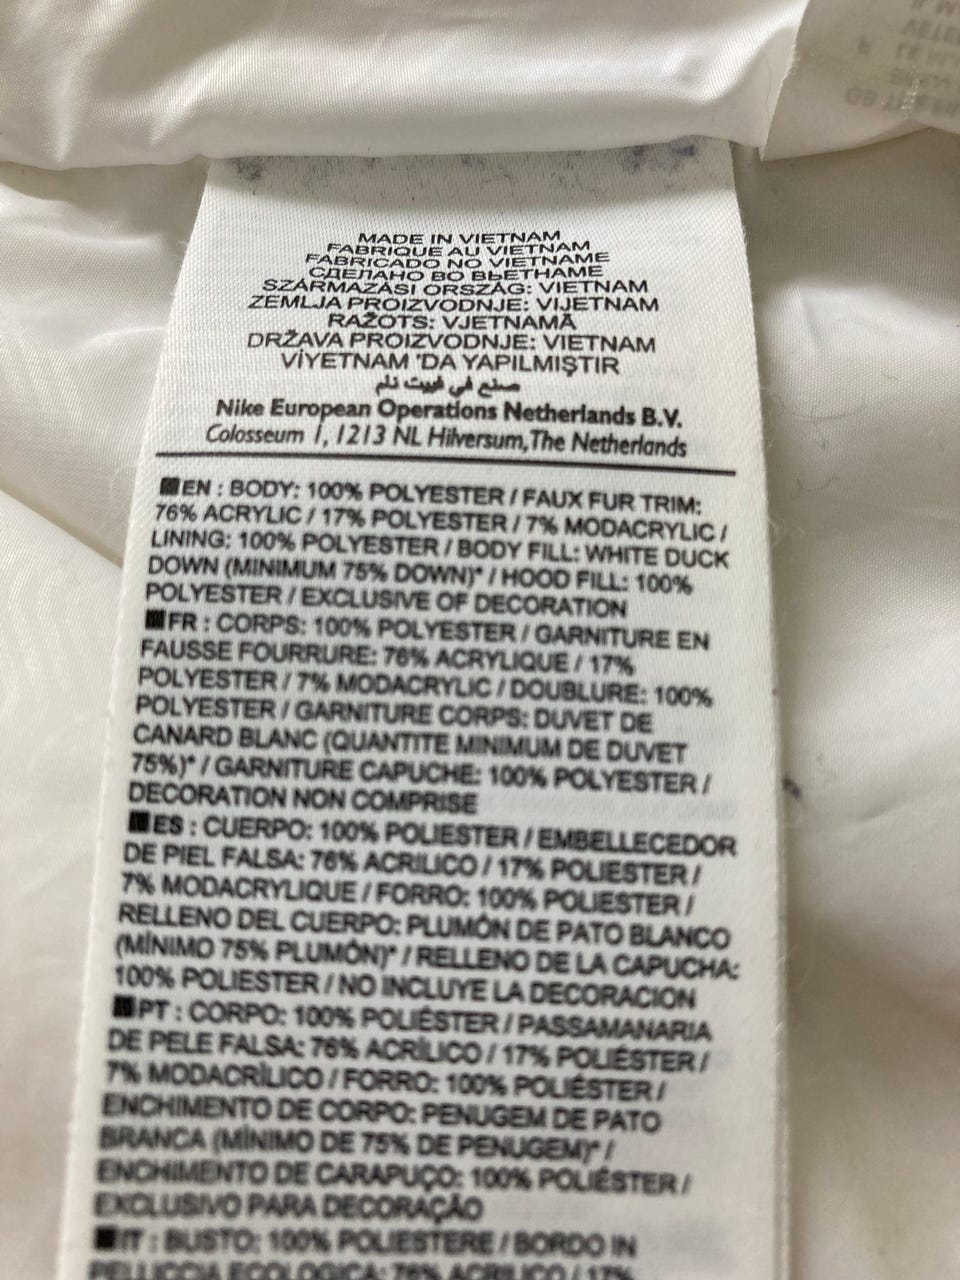 MADE IN VIETNAM
FABRIQUE AU VIETNAM
FABRICADO NO VIETNAME
СДЕЛАНО ВО ВЬЕТНАМЕ
SZÁRMAZÁSI ORSZÁG: VIETNAM
ZEMLJA PROIZVODNJE: VIJETNAM
RAŽOTS: VJETNAMĀ
DRŽAVA PROIZVODNJE: VIETNAM
VİYETNAM 'DA YAPILMIŞTIR
صنع في فييت نام
Nike European Operations Netherlands B.V.
Colosseum 1, 1213 NL Hilversum, The Netherlands
EN : BODY: 100% POLYESTER / FAUX FUR TRIM:
76% ACRYLIC / 17% POLYESTER / 7% MODACRYLIC /
LINING: 100% POLYESTER / BODY FILL: WHITE DUCK
DOWN (MINIMUM 75% DOWN)* / HOOD FILL: 100%
POLYESTER / EXCLUSIVE OF DECORATION
FR : CORPS: 100% POLYESTER / GARNITURE EN
FAUSSE FOURRURE: 76% ACRYLIQUE / 17%
POLYESTER / 7% MODACRYLIC / DOUBLURE: 100%
POLYESTER / GARNITURE CORPS: DUVET DE
CANARD BLANC (QUANTITE MINIMUM DE DUVET
75%)* / GARNITURE CAPUCHE: 100% POLYESTER /
DECORATION NON COMPRISE
ES : CUERPO: 100% POLIESTER / EMBELLECEDOR
DE PIEL FALSA: 76% ACRILICO / 17% POLIESTER /
7% MODACRYLIQUE / FORRO: 100% POLIESTER /
RELLENO DEL CUERPO: PLUMÓN DE PATO BLANCO
(MÍNIMO 75% PLUMÓN)* / RELLENO DE LA CAPUCHA:
100% POLIESTER / NO INCLUYE LA DECORACION
PT : CORPO: 100% POLIÉSTER / PASSAMANARIA
DE PELE FALSA: 76% ACRÍLICO / 17% POLIÉSTER /
7% MODACRÍLICO / FORRO: 100% POLIÉSTER /
ENCHIMENTO DE CORPO: PENUGEM DE PATO
BRANCA (MÍNIMO DE 75% DE PENUGEM)* /
ENCHIMENTO DE CARAPUÇO: 100% POLIÉSTER /
EXCLUSIVO PARA DECORAÇÃO
IT : BUSTO: 100% POLIESTERE / BORDO IN
PELLICCIA ECOLOGICA: 76% ACRILICO / 17%